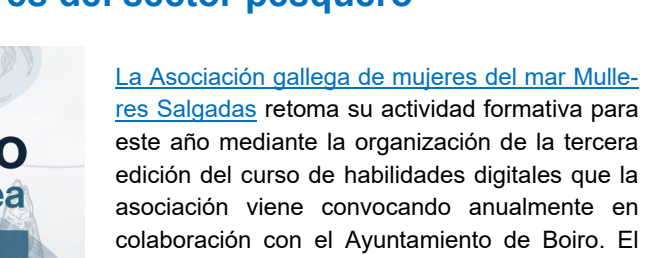 es del sector pesquero
La Asociación gallega de mujeres del mar Mulle-
res Salgadas retoma su actividad formativa para
este año mediante la organización de la tercera
edición del curso de habilidades digitales que la
asociación viene convocando anualmente en
colaboración con el Ayuntamiento de Boiro. El